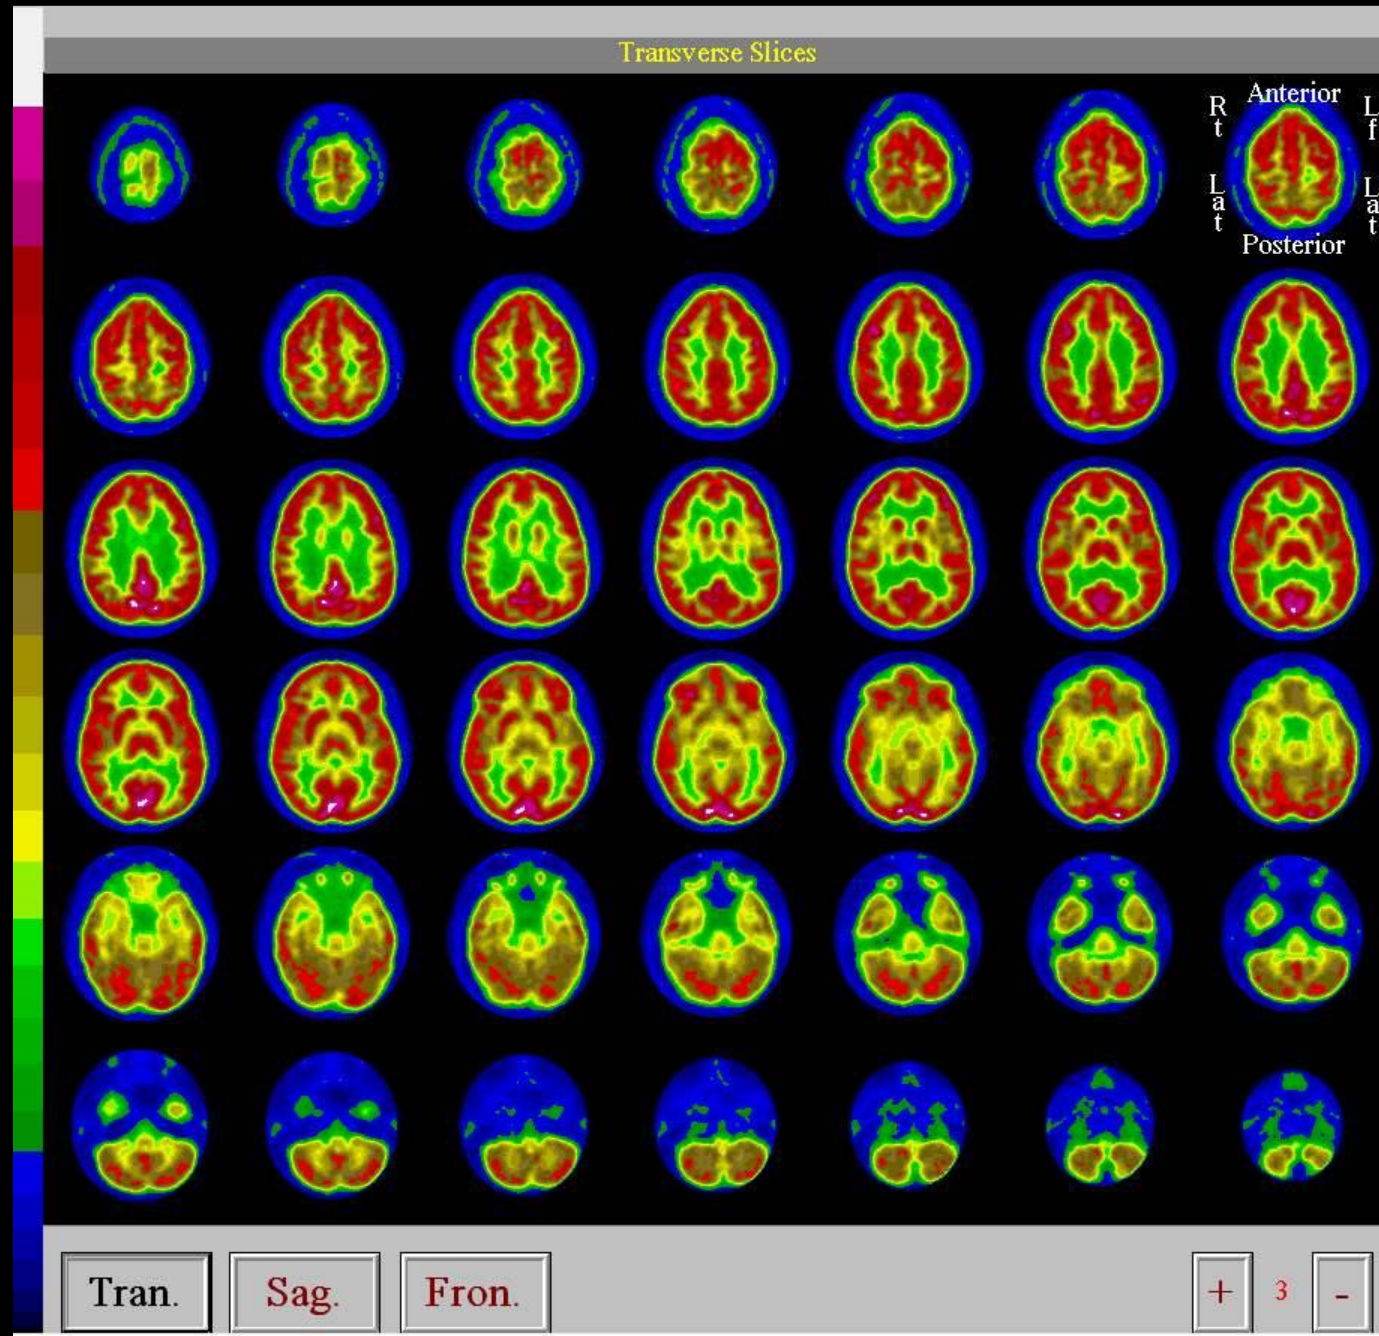 Transverse Slices
Anterior
Rt Lat
Lf Lat
Posterior
Tran.
Sag.
Fron.
+ 3 -